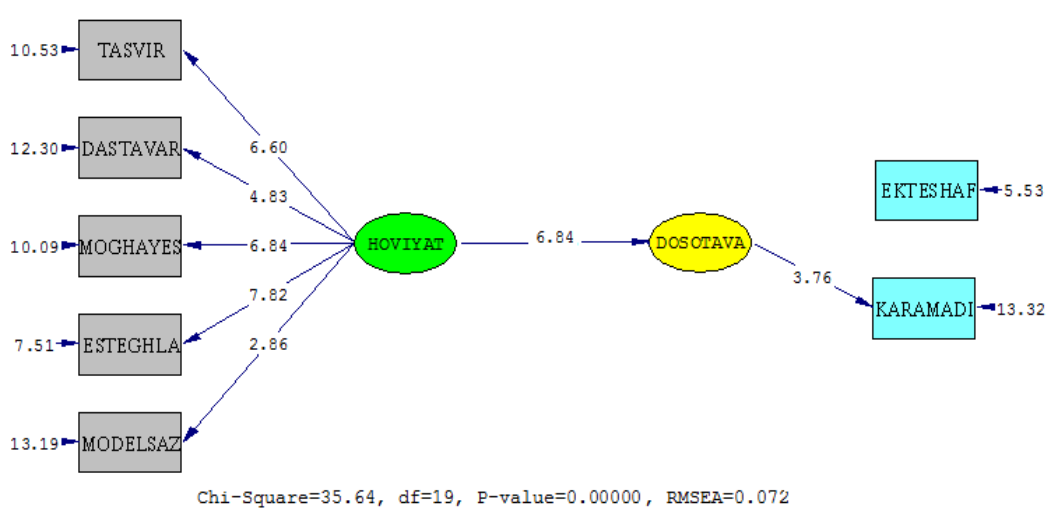 10.53 TASVIR
6.60
12.30 DASTAVAR
4.83
EKTESHAF 5.53
10.09 MOGHAYES 6.84 HOVIYAT 6.84 DOSOTAVA
3.76
7.82
KARAMADI 13.32
7.51 ESTEGHLA 2.86
13.19 MODELSAZ
Chi-Square=35.64, df=19, P-value=0.00000, RMSEA=0.072